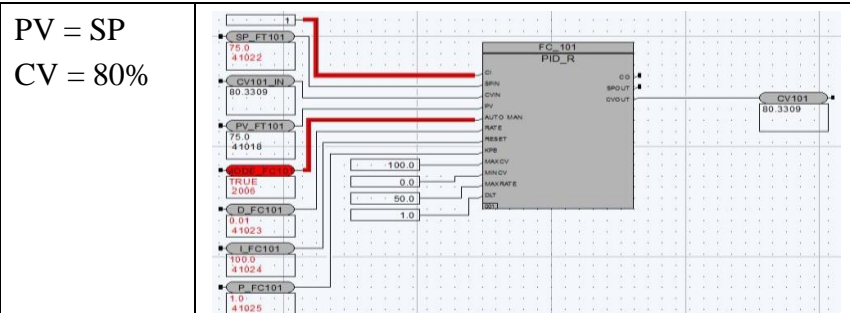 PV = SP
CV = 80%
1
SP_FT101
75.0
41022
CV101_IN
80.3309
PV_FT101
75.0
41018
MODE_FC101
TRUE
2006
D_FC101
0.01
41023
I_FC101
100.0
41024
P_FC101
1.0
41025
100.0
0.0
50.0
1.0
FC_101
PID_R
CI
SPIN
CVIN
PV
AUTO MAN
RATE
RESET
KPB
MAXCV
MINCV
MAXRATE
DLT
001
CO
SPOUT
CVOUT
CV101
80.3309